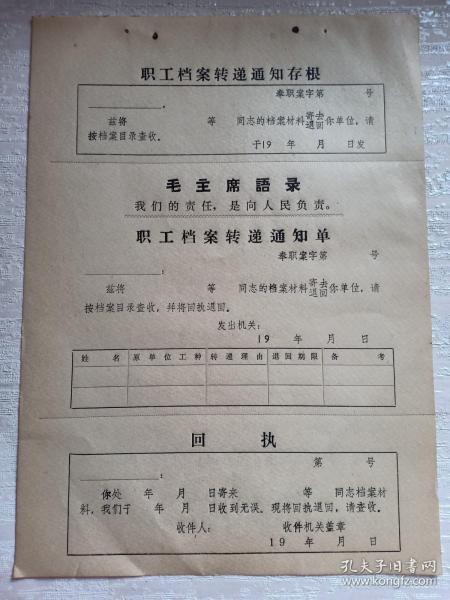 职工档案转递通知存根
奉职案字第 号
兹将 等 同志的档案材料寄去退回你单位，请
按档案目录查收。
于19 年 月 日发
毛主席語录
我们的责任，是向人民负责。
职工档案转递通知单
奉职案字第 号
：
兹将 等 同志的档案材料寄去退回你单位，请
按档案目录查收，并将回执退回。
发出机关：
19 年 月 日
姓名 原单位工种 转递理由 退回期限 备考
回执
第 号
：
你处 年 月 日寄来 等 同志档案材
料，我们于 年 月 日收到无误。现将回执退回，请查收。
收件人： 收件机关盖章
19 年 月 日
孔夫子旧书网
www.kongfz.com